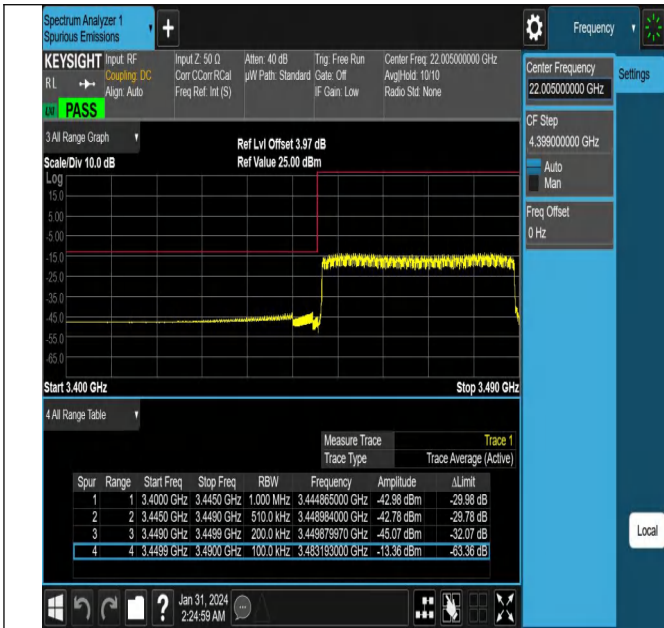 Spectrum Analyzer 1
Spurious Emissions
Frequency
KEYSIGHT
RL
Input: RF
Coupling: DC
Align: Auto
Input Z: 50 Ω
Corr CCorr RCal
Freq Ref: Int (S)
Atten: 40 dB
µW Path: Standard
Trig: Free Run
Gate: Off
IF Gain: Low
Center Freq: 22.005000000 GHz
Avg|Hold: 10/10
Radio Std: None
LXI
PASS
Center Frequency
22.005000000 GHz
Settings
CF Step
4.399000000 GHz
Auto
Man
Freq Offset
0 Hz
3 All Range Graph
Scale/Div 10.0 dB
Ref Lvl Offset 3.97 dB
Ref Value 25.00 dBm
Log
15.0
5.00
-5.00
-15.0
-25.0
-35.0
-45.0
-55.0
-65.0
Start 3.400 GHz
Stop 3.490 GHz
4 All Range Table
Measure Trace Trace 1
Trace Type Trace Average (Active)
Spur Range Start Freq Stop Freq RBW Frequency Amplitude ΔLimit
1 1 3.4000 GHz 3.4450 GHz 1.000 MHz 3.444865000 GHz -42.98 dBm -29.98 dB
2 2 3.4450 GHz 3.4490 GHz 510.0 kHz 3.448984000 GHz -42.78 dBm -29.78 dB
3 3 3.4490 GHz 3.4499 GHz 200.0 kHz 3.449879970 GHz -45.07 dBm -32.07 dB
4 4 3.4499 GHz 3.4900 GHz 100.0 kHz 3.483193000 GHz -13.36 dBm -63.36 dB
Local
Jan 31, 2024
2:24:59 AM